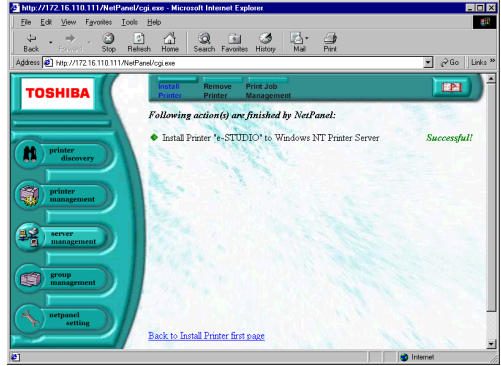 http://172.16.110.111/NetPanel/cgi.exe - Microsoft Internet Explorer
File Edit View Favorites Tools Help
Back Forward Stop Refresh Home Search Favorites History Mail Print
Address http://172.16.110.111/NetPanel/cgi.exe Go Links »
TOSHIBA
Install Printer
Remove Printer
Print Job Management
Following action(s) are finished by NetPanel:
Install Printer "e-STUDIO" to Windows NT Printer Server Successful!
printer
discovery
printer
management
server
management
group
management
netpanel
setting
Back to Install Printer first page
Internet